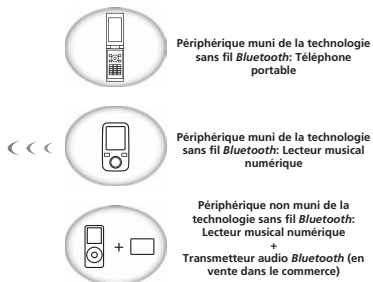 Périphérique muni de la technologie
sans fil Bluetooth: Téléphone
portable
Périphérique muni de la technologie
sans fil Bluetooth: Lecteur musical
numérique
Périphérique non muni de la
technologie sans fil Bluetooth:
Lecteur musical numérique
+
Transmetteur audio Bluetooth (en
vente dans le commerce)